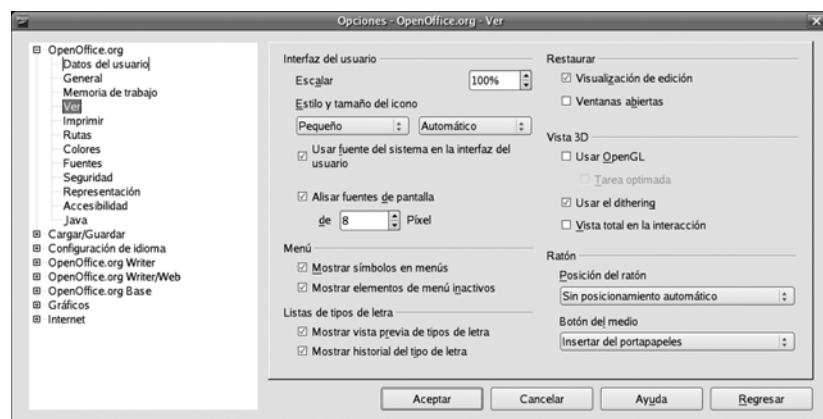 Opciones - OpenOffice.org - Ver
OpenOffice.org
Datos del usuario
General
Memoria de trabajo
Ver
Imprimir
Rutas
Colores
Fuentes
Seguridad
Representación
Accesibilidad
Java
Cargar/Guardar
Configuración de idioma
OpenOffice.org Writer
OpenOffice.org Writer/Web
OpenOffice.org Base
Gráficos
Internet
Interfaz del usuario
Escalar 100%
Estilo y tamaño del icono
Pequeño Automático
Usar fuente del sistema en la interfaz del
usuario
Alisar fuentes de pantalla
de 8 Píxel
Menú
Mostrar símbolos en menús
Mostrar elementos de menú inactivos
Listas de tipos de letra
Mostrar vista previa de tipos de letra
Mostrar historial del tipo de letra
Restaurar
Visualización de edición
Ventanas abiertas
Vista 3D
Usar OpenGL
Tarea optimada
Usar el dithering
Vista total en la interacción
Ratón
Posición del ratón
Sin posicionamiento automático
Botón del medio
Insertar del portapapeles
Aceptar Cancelar Ayuda Regresar